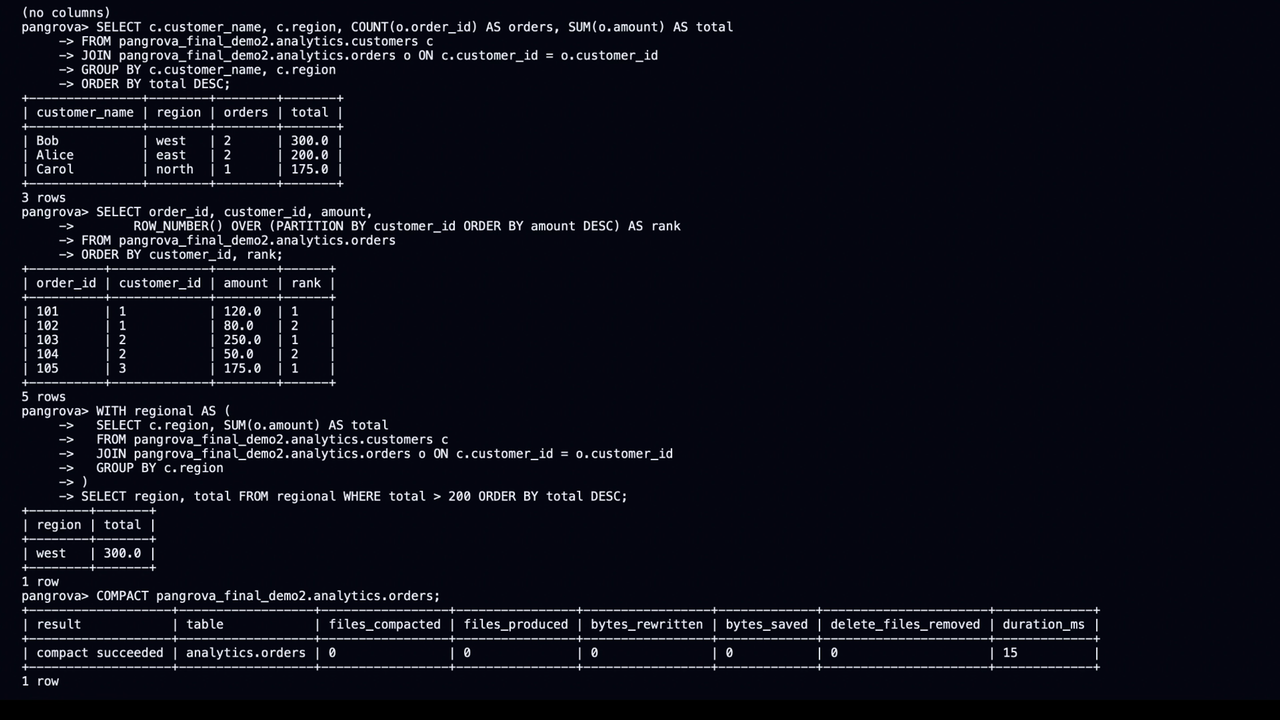 (no columns)
pangrova> SELECT c.customer_name, c.region, COUNT(o.order_id) AS orders, SUM(o.amount) AS total
-> FROM pangrova_final_demo2.analytics.customers c
-> JOIN pangrova_final_demo2.analytics.orders o ON c.customer_id = o.customer_id
-> GROUP BY c.customer_name, c.region
-> ORDER BY total DESC;
+---------------+--------+--------+-------+
| customer_name | region | orders | total |
+---------------+--------+--------+-------+
| Bob           | west   | 2      | 300.0 |
| Alice         | east   | 2      | 200.0 |
| Carol         | north  | 1      | 175.0 |
+---------------+--------+--------+-------+
3 rows
pangrova> SELECT order_id, customer_id, amount,
->        ROW_NUMBER() OVER (PARTITION BY customer_id ORDER BY amount DESC) AS rank
-> FROM pangrova_final_demo2.analytics.orders
-> ORDER BY customer_id, rank;
+----------+-------------+--------+------+
| order_id | customer_id | amount | rank |
+----------+-------------+--------+------+
| 101      | 1           | 120.0  | 1    |
| 102      | 1           | 80.0   | 2    |
| 103      | 2           | 250.0  | 1    |
| 104      | 2           | 50.0   | 2    |
| 105      | 3           | 175.0  | 1    |
+----------+-------------+--------+------+
5 rows
pangrova> WITH regional AS (
->   SELECT c.region, SUM(o.amount) AS total
->   FROM pangrova_final_demo2.analytics.customers c
->   JOIN pangrova_final_demo2.analytics.orders o ON c.customer_id = o.customer_id
->   GROUP BY c.region
-> )
-> SELECT region, total FROM regional WHERE total > 200 ORDER BY total DESC;
+--------+-------+
| region | total |
+--------+-------+
| west   | 300.0 |
+--------+-------+
1 row
pangrova> COMPACT pangrova_final_demo2.analytics.orders;
+-------------------+------------------+-----------------+----------------+-----------------+-------------+----------------------+-------------+
| result            | table            | files_compacted | files_produced | bytes_rewritten | bytes_saved | delete_files_removed | duration_ms |
+-------------------+------------------+-----------------+----------------+-----------------+-------------+----------------------+-------------+
| compact succeeded | analytics.orders | 0               | 0              | 0               | 0           | 0                    | 15          |
+-------------------+------------------+-----------------+----------------+-----------------+-------------+----------------------+-------------+
1 row